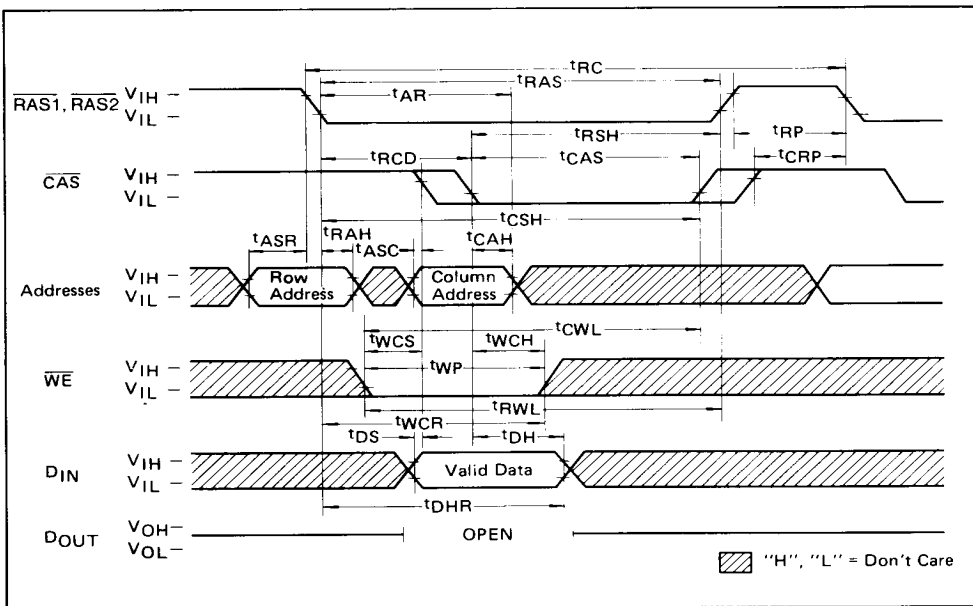 tRC
tRAS
tAR
RAS1, RAS2
VIH
VIL
tRSH
tRP
tRCD
tCAS
tCRP
CAS
VIH
VIL
tCSH
tASR
tRAH
tASC
tCAH
Addresses
VIH
VIL
Row
Address
Column
Address
tCWL
tWCS
tWCH
tWP
WE
VIH
VIL
tRWL
tWCR
tDS
tDH
DIN
VIH
VIL
Valid Data
tDHR
DOUT
VOH
VOL
OPEN
"H", "L" = Don't Care